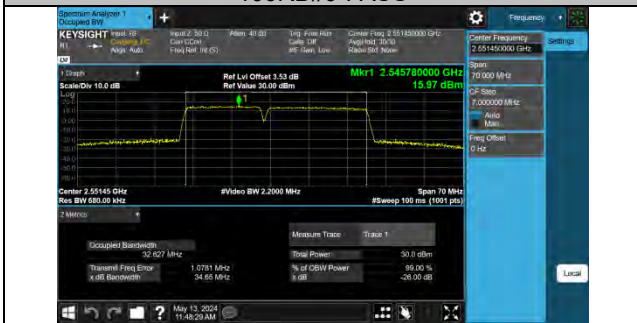 Spectrum Analyzer 1
Occupied BW
Frequency
KEYSIGHT Input: RF
Input Z: 50 Ω
Atten: 40 dB
Trig: Free Run
Center Freq: 2.551450000 GHz
Gate: Off
Avg|Hold: 30/30
Align: Auto
Freq Ref: Int (S)
#IF Gain: Low
Radio Std: None
Center Frequency
2.551450000 GHz
Settings
Span
70.000 MHz
CF Step
7.000000 MHz
Auto
Man
Freq Offset
0 Hz
1 Graph
Scale/Div 10.0 dB
Ref Lvl Offset 3.53 dB
Ref Value 30.00 dBm
Mkr1 2.545780000 GHz
15.97 dBm
Log
1
Center 2.55145 GHz
Res BW 680.00 kHz
#Video BW 2.2000 MHz
Span 70 MHz
#Sweep 100 ms (1001 pts)
2 Metrics
Measure Trace
Trace 1
Occupied Bandwidth
32.627 MHz
Total Power
30.0 dBm
Transmit Freq Error
1.0781 MHz
% of OBW Power
99.00 %
x dB Bandwidth
34.65 MHz
x dB
-26.00 dB
Local
May 13, 2024
11:48:29 AM